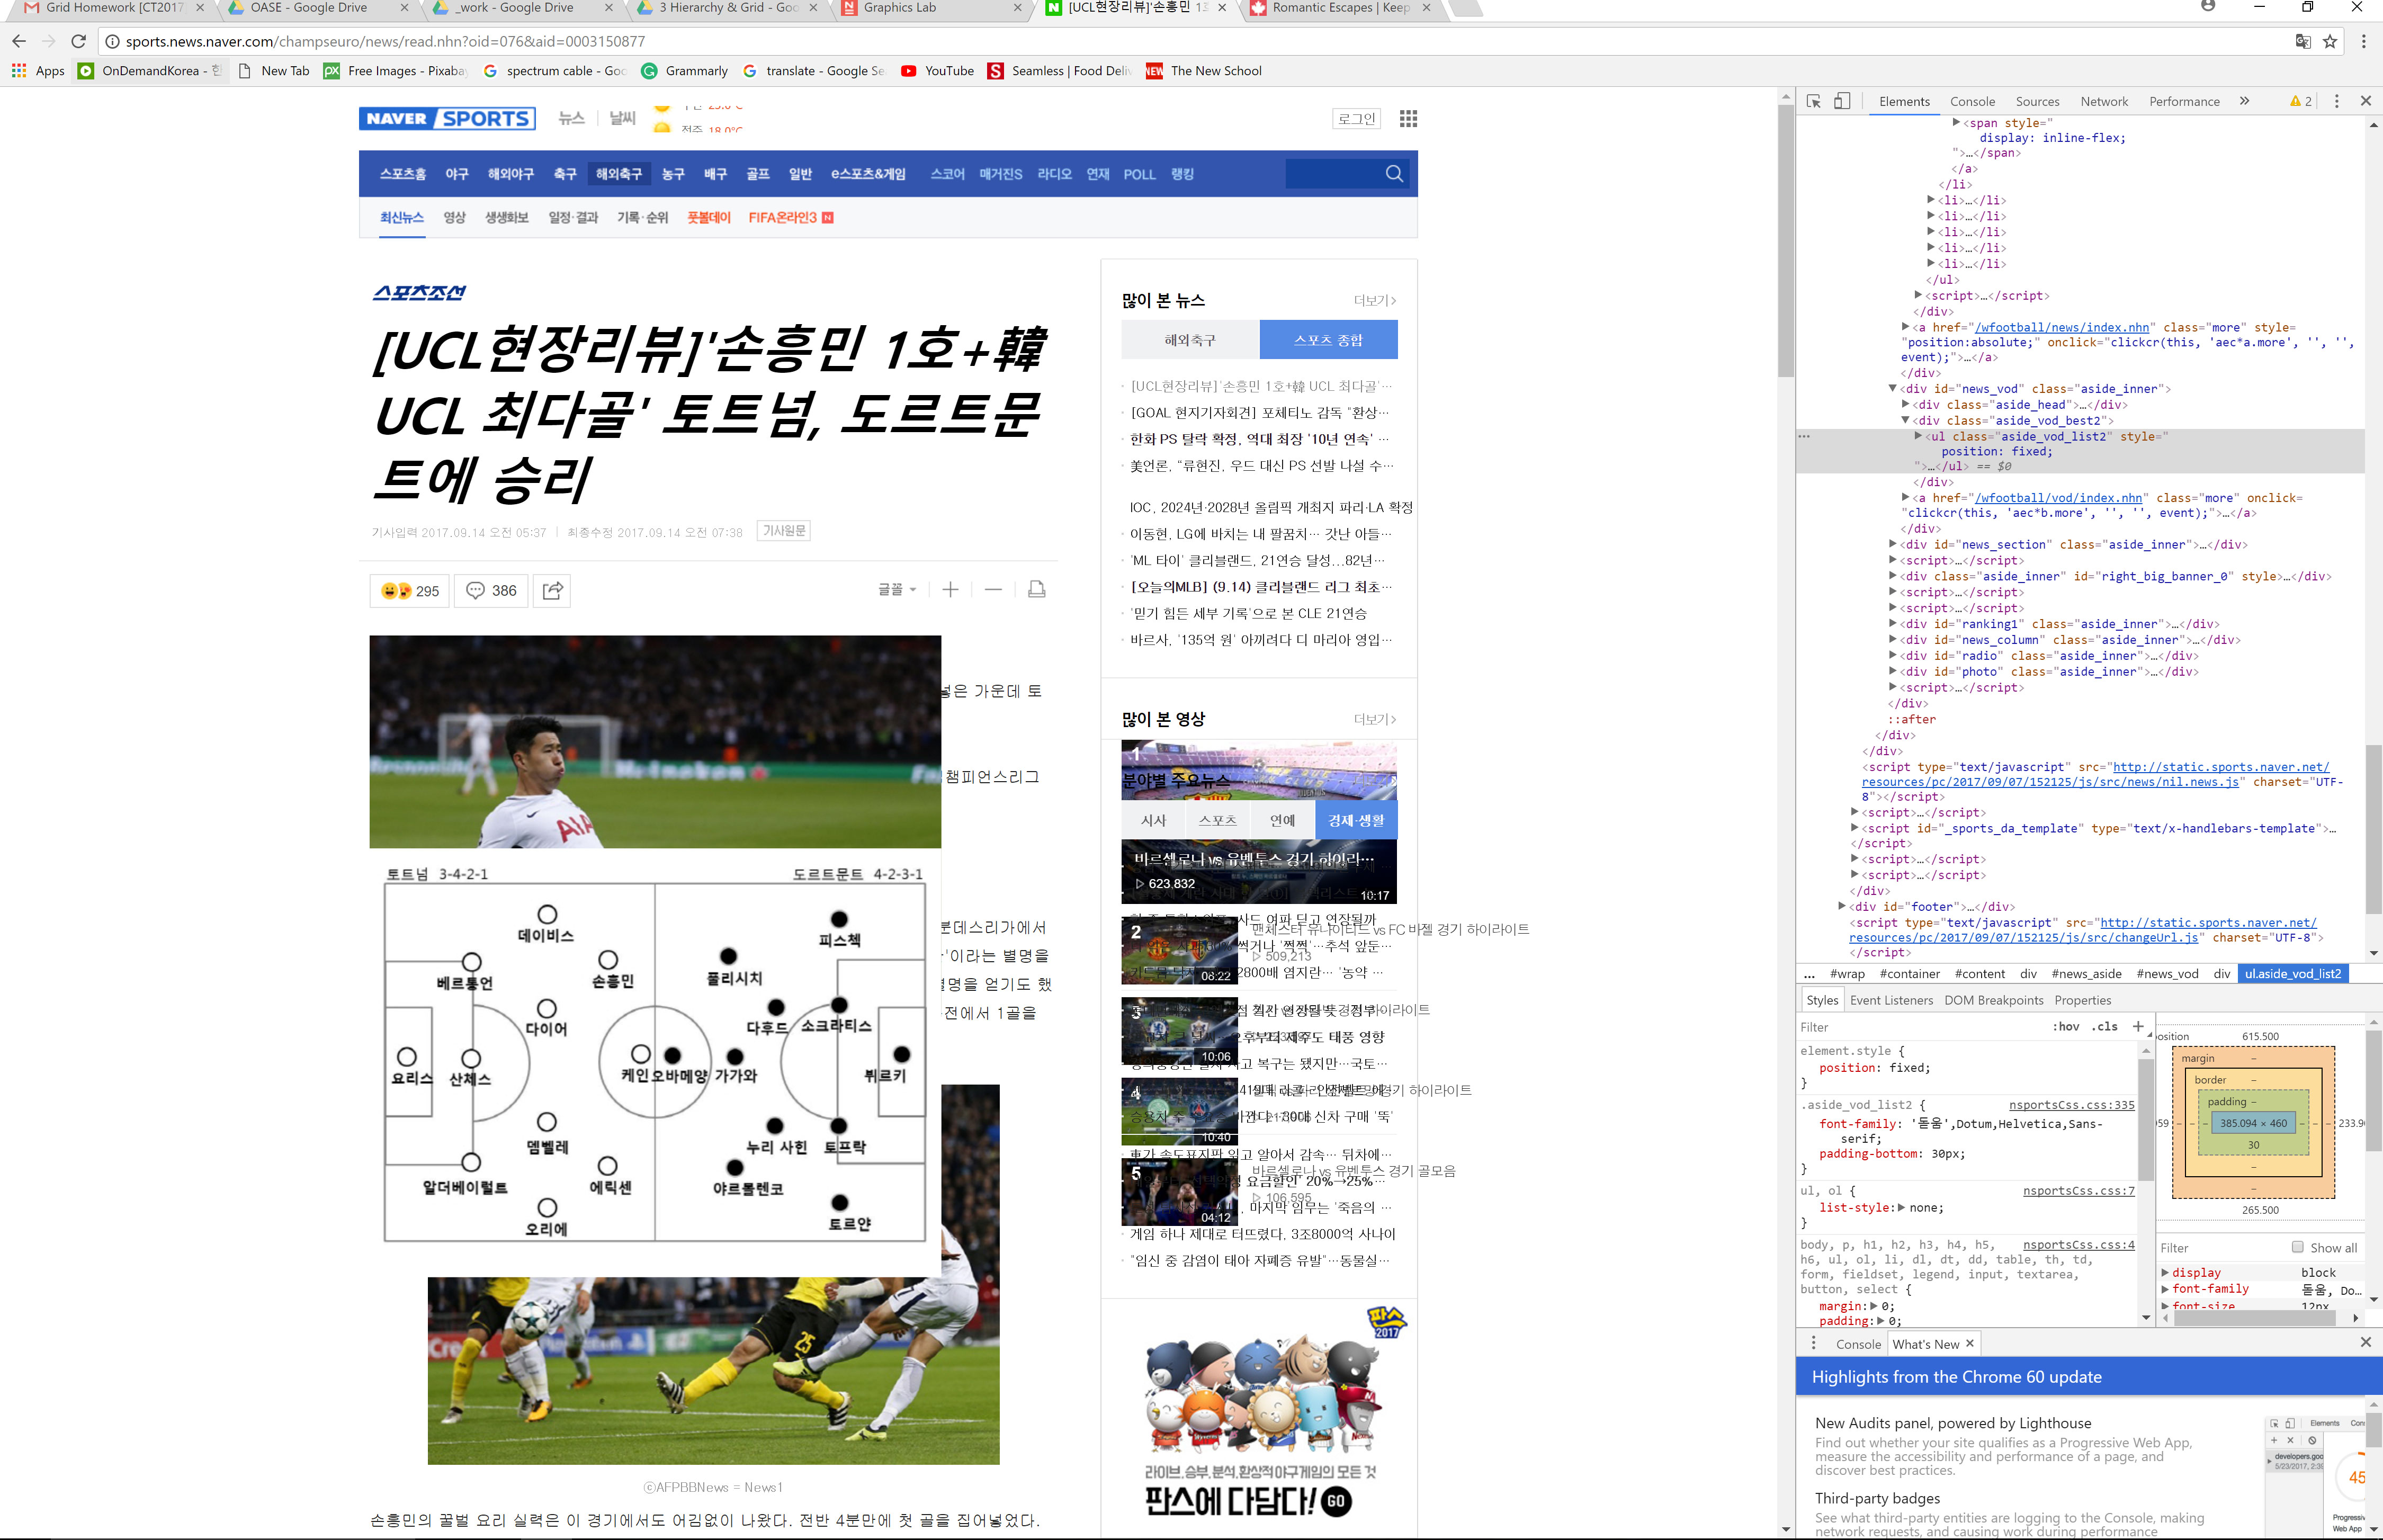 Grid Homework [CT2017
OASE - Google Drive
_work - Google Drive
3 Hierarchy & Grid - Goo
Graphics Lab
[UCL현장리뷰]'손흥민 1호
Romantic Escapes | Keep
sports.news.naver.com/champseuro/news/read.nhn?oid=076&aid=0003150877
Apps
OnDemandKorea - 한
New Tab
Free Images - Pixabay
spectrum cable - Goo
Grammarly
translate - Google Se
YouTube
Seamless | Food Deliv
The New School
NAVER SPORTS 뉴스 날씨
전주 18.0°C
로그인
스포츠홈 야구 해외야구 축구 해외축구 농구 배구 골프 일반 e스포츠&게임 스코어 매거진S 라디오 연재 POLL 랭킹
최신뉴스 영상 생생화보 일정·결과 기록·순위 풋볼데이 FIFA온라인3 N
스포츠조선
[UCL현장리뷰]'손흥민 1호+韓
UCL 최다골' 토트넘, 도르트문
트에 승리
기사입력 2017.09.14 오전 05:37 | 최종수정 2017.09.14 오전 07:38 기사원문
295 386
글꼴
넣은 가운데 토
챔피언스리그
분데스리가에서
'이라는 별명을
별명을 얻기도 했
전에서 1골을
토트넘 3-4-2-1
도르트문트 4-2-3-1
데이비스
피스첵
베르통언
손흥민
풀리시치
다이어
다후드
소크라티스
요리스
산체스
케인
오바메양
가가와
뷔르키
뎀벨레
누리 사힌
토프락
알더베이럴트
에릭센
야르몰렌코
오리에
토르얀
25
ⓒAFPBBNews = News1
손흥민의 꿀벌 요리 실력은 이 경기에서도 어김없이 나왔다. 전반 4분만에 첫 골을 집어넣었다.
많이 본 뉴스
더보기
해외축구
스포츠 종합
[UCL현장리뷰]'손흥민 1호+韓 UCL 최다골'…
[GOAL 현지기자회견] 포체티노 감독 "환상…
한화 PS 탈락 확정, 역대 최장 '10년 연속' …
美언론, "류현진, 우드 대신 PS 선발 나설 수…
IOC, 2024년·2028년 올림픽 개최지 파리·LA 확정
이동현, LG에 바치는 내 팔꿈치… 갓난 아들…
'ML 타이' 클리블랜드, 21연승 달성…82년…
[오늘의MLB] (9.14) 클리블랜드 리그 최초…
'믿기 힘든 세부 기록'으로 본 CLE 21연승
바르사, '135억 원' 아끼려다 디 마리아 영입…
많이 본 영상
더보기
1
분야별 주요뉴스
시사
스포츠
연예
경제·생활
바르셀로나 vs 유벤투스 경기 하이라…
623,832
10:17
2
맨체스터 유나이티드 vs FC 바젤 경기 하이라이트
509,213
08:22
3
10:06
4
10:40
5
바르셀로나 vs 유벤투스 경기 골모음
106,595
04:12
게임 하나 제대로 터뜨렸다, 3조8000억 사나이
"임신 중 감염이 태아 자폐증 유발"…동물실…
판스 2017
라이브,승부,분석,환상적야구게임의 모든 것
판스에 다담다! GO
Elements Console Sources Network Performance 2
<span style="
display: inline-flex;
">…</span>
</a>
</li>
<li>…</li>
<li>…</li>
<li>…</li>
<li>…</li>
<li>…</li>
</ul>
<script>…</script>
</div>
<a href="/wfootball/news/index.nhn" class="more" style=
"position:absolute;" onclick="clickcr(this, 'aec*a.more', '', '',
event);">…</a>
</div>
<div id="news_vod" class="aside_inner">
<div class="aside_head">…</div>
<div class="aside_vod_best2">
<ul class="aside_vod_list2" style="
position: fixed;
">…</ul> == $0
</div>
<a href="/wfootball/vod/index.nhn" class="more" onclick=
"clickcr(this, 'aec*b.more', '', '', event);">…</a>
</div>
<div id="news_section" class="aside_inner">…</div>
<script>…</script>
<div class="aside_inner" id="right_big_banner_0" style>…</div>
<script>…</script>
<script>…</script>
<div id="ranking1" class="aside_inner">…</div>
<div id="news_column" class="aside_inner">…</div>
<div id="radio" class="aside_inner">…</div>
<div id="photo" class="aside_inner">…</div>
<script>…</script>
</div>
::after
</div>
</div>
<script type="text/javascript" src="http://static.sports.naver.net/
resources/pc/2017/09/07/152125/js/src/news/nil.news.js" charset="UTF-
8"></script>
<script>…</script>
<script id="_sports_da_template" type="text/x-handlebars-template">…
</script>
<script>…</script>
<script>…</script>
</div>
<div id="footer">…</div>
<script type="text/javascript" src="http://static.sports.naver.net/
resources/pc/2017/09/07/152125/js/src/changeUrl.js" charset="UTF-8">
</script>
... #wrap #container #content div #news_aside #news_vod div ul.aside_vod_list2
Styles Event Listeners DOM Breakpoints Properties
Filter :hov .cls +
element.style {
position: fixed;
}
.aside_vod_list2 { nsportsCss.css:335
font-family: '돋움',Dotum,Helvetica,Sans-
serif;
padding-bottom: 30px;
}
ul, ol { nsportsCss.css:7
list-style: none;
}
body, p, h1, h2, h3, h4, h5, nsportsCss.css:4
h6, ul, ol, li, dl, dt, dd, table, th, td,
form, fieldset, legend, input, textarea,
button, select {
margin: 0;
padding: 0;
position 615.500
margin –
border –
padding –
385.094 × 460
30
265.500
Filter Show all
display block
font-family 돋움, Do…
font-size 12px
Console What's New
Highlights from the Chrome 60 update
New Audits panel, powered by Lighthouse
Find out whether your site qualifies as a Progressive Web App,
measure the accessibility and performance of a page, and
discover best practices.
Third-party badges
See what third-party entities are logging to the Console, making
network requests, and causing work during performance
Elements
developers.goo
5/23/2017, 2:3
45
Progressiv
Web App